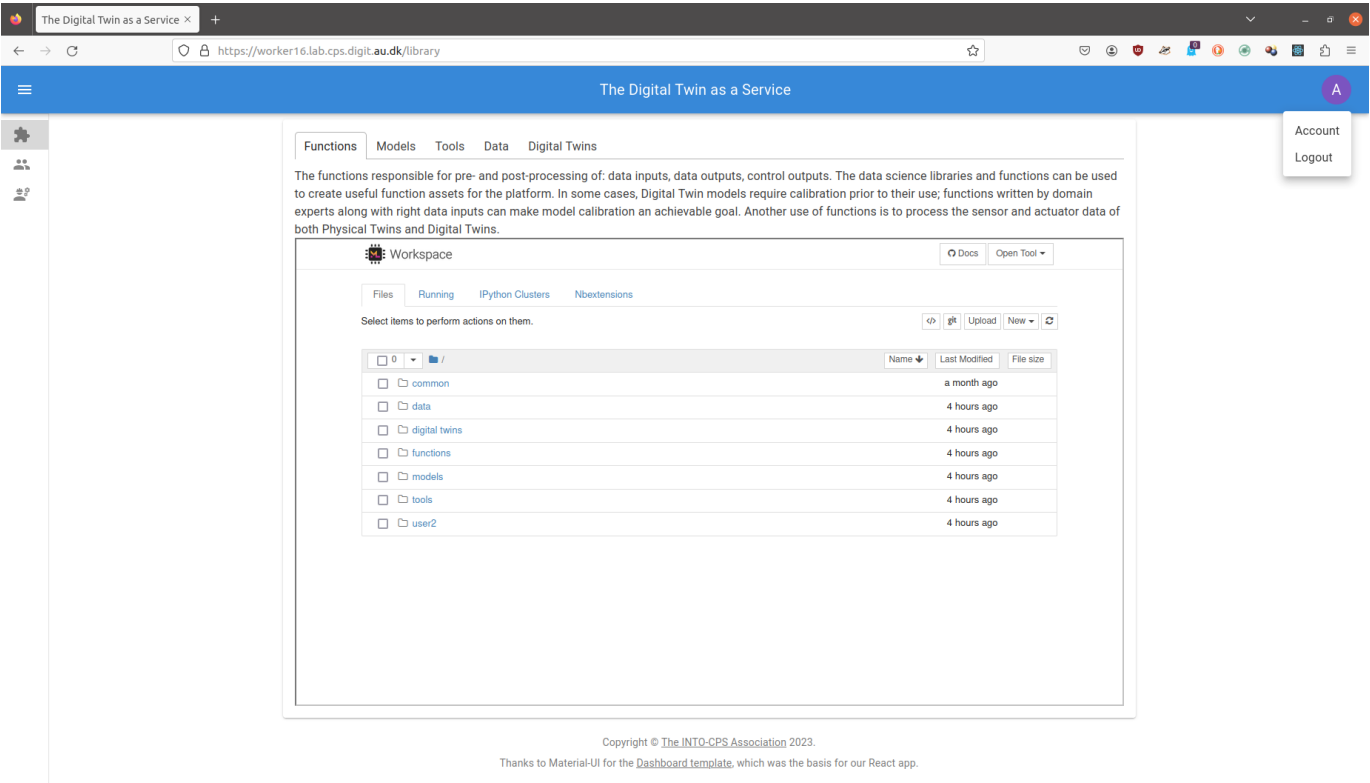 The Digital Twin as a Service
https://worker16.lab.cps.digit.au.dk/library
0
The Digital Twin as a Service
A
Account
Logout
Functions Models Tools Data Digital Twins
The functions responsible for pre- and post-processing of: data inputs, data outputs, control outputs. The data science libraries and functions can be used
to create useful function assets for the platform. In some cases, Digital Twin models require calibration prior to their use; functions written by domain
experts along with right data inputs can make model calibration an achievable goal. Another use of functions is to process the sensor and actuator data of
both Physical Twins and Digital Twins.
Workspace Docs Open Tool
Files Running IPython Clusters Nbextensions
Select items to perform actions on them. </> git Upload New
0 / Name Last Modified File size
common a month ago
data 4 hours ago
digital twins 4 hours ago
functions 4 hours ago
models 4 hours ago
tools 4 hours ago
user2 4 hours ago
Copyright © The INTO-CPS Association 2023.
Thanks to Material-UI for the Dashboard template, which was the basis for our React app.